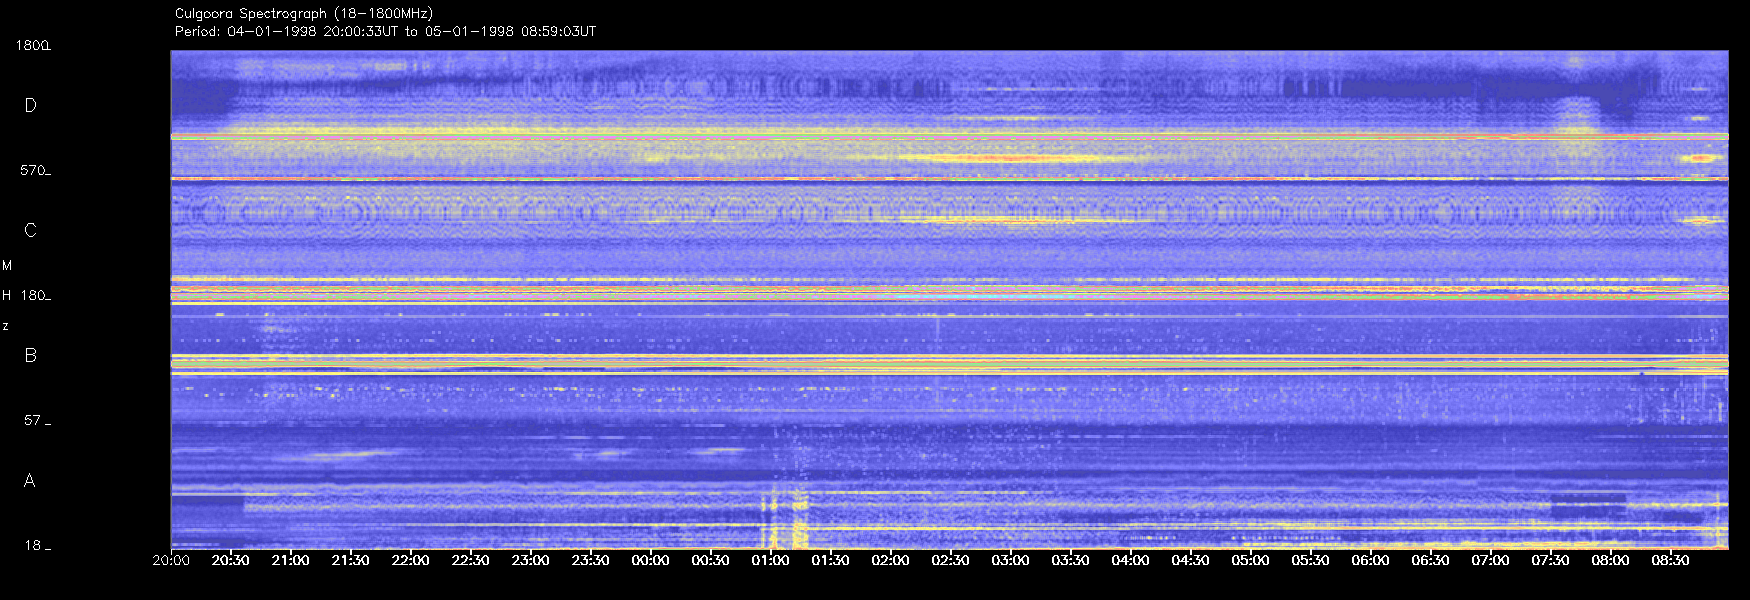 Culgoora Spectrograph (18-1800MHz)
Period: 04-01-1998 20:00:33UT to 05-01-1998 08:59:03UT
1800
D
570
C
M
H 180
z
B
57
A
18
20:00 20:30 21:00 21:30 22:00 22:30 23:00 23:30 00:00 00:30 01:00 01:30 02:00 02:30 03:00 03:30 04:00 04:30 05:00 05:30 06:00 06:30 07:00 07:30 08:00 08:30